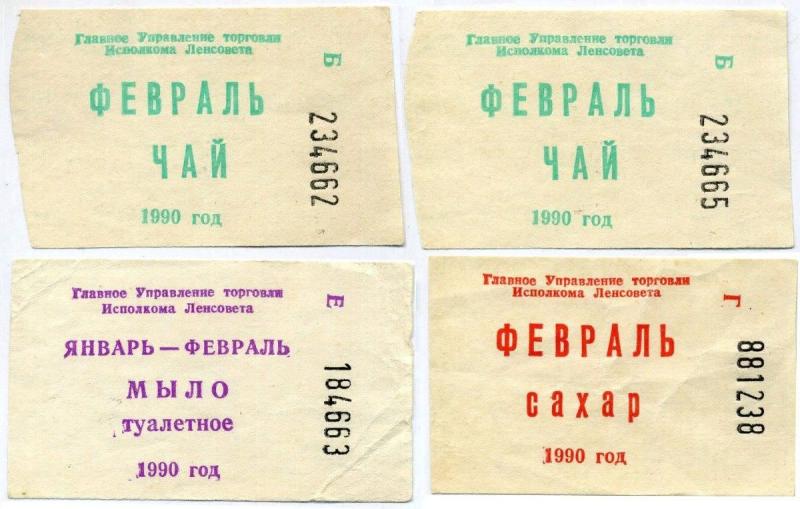 Главное Управление торговли
Исполкома Ленсовета
ФЕВРАЛЬ
ЧАЙ
1990 год
Б
234662
Главное Управление торговли
Исполкома Ленсовета
ФЕВРАЛЬ
ЧАЙ
1990 год
Б
234665
Главное Управление торговли
Исполкома Ленсовета
ЯНВАРЬ — ФЕВРАЛЬ
МЫЛО
туалетное
1990 год
Е
184663
Главное Управление торговли
Исполкома Ленсовета
ФЕВРАЛЬ
сахар
1990 год
Г
881238